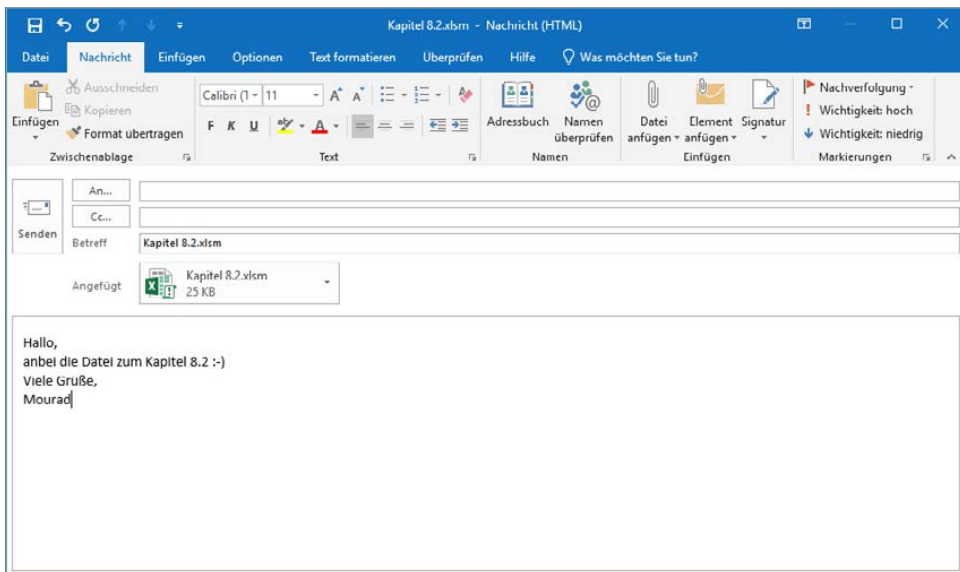 Kapitel 8.2.xlsm - Nachricht (HTML)
Datei Nachricht Einfügen Optionen Text formatieren Überprüfen Hilfe Was möchten Sie tun?
Einfügen
Ausschneiden
Kopieren
Format übertragen
Zwischenablage
Calibri (T 11
F K U
Text
Adressbuch
Namen überprüfen
Namen
Datei anfügen
Element anfügen
Signatur
Einfügen
Nachverfolgung
Wichtigkeit: hoch
Wichtigkeit: niedrig
Markierungen
Senden
An...
Cc...
Betreff Kapitel 8.2.xlsm
Angefügt
Kapitel 8.2.xlsm
25 KB
Hallo,
anbei die Datei zum Kapitel 8.2 :-)
Viele Grüße,
Mourad